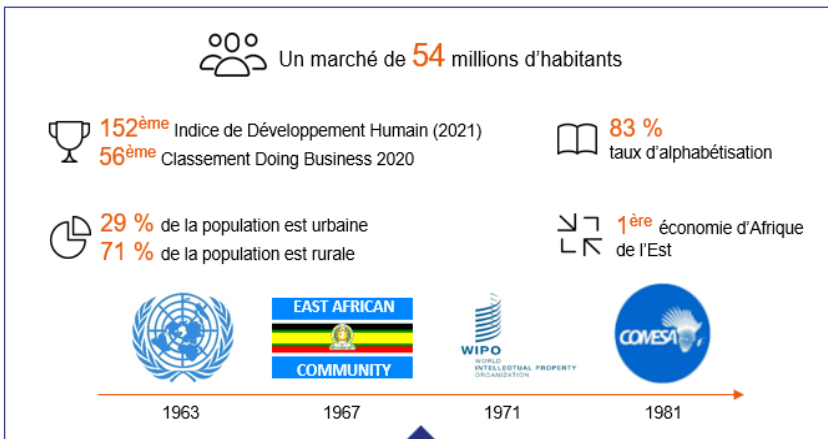 Un marché de 54 millions d’habitants
152ème Indice de Développement Humain (2021)
56ème Classement Doing Business 2020
83 %
taux d’alphabétisation
29 % de la population est urbaine
71 % de la population est rurale
1ère économie d’Afrique
de l’Est
EAST AFRICAN
COMMUNITY
WIPO
WORLD
INTELLECTUAL PROPERTY
ORGANIZATION
COMESA
1963
1967
1971
1981